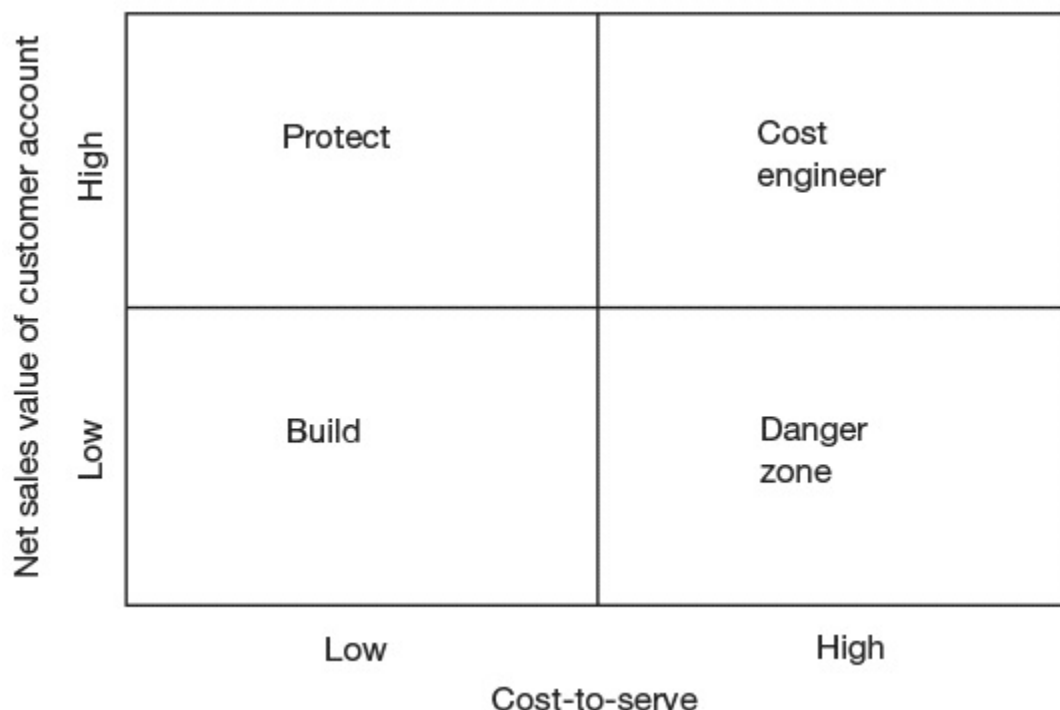 Net sales value of customer account
High
Protect
Cost
engineer
Low
Build
Danger
zone
Low
High
Cost-to-serve